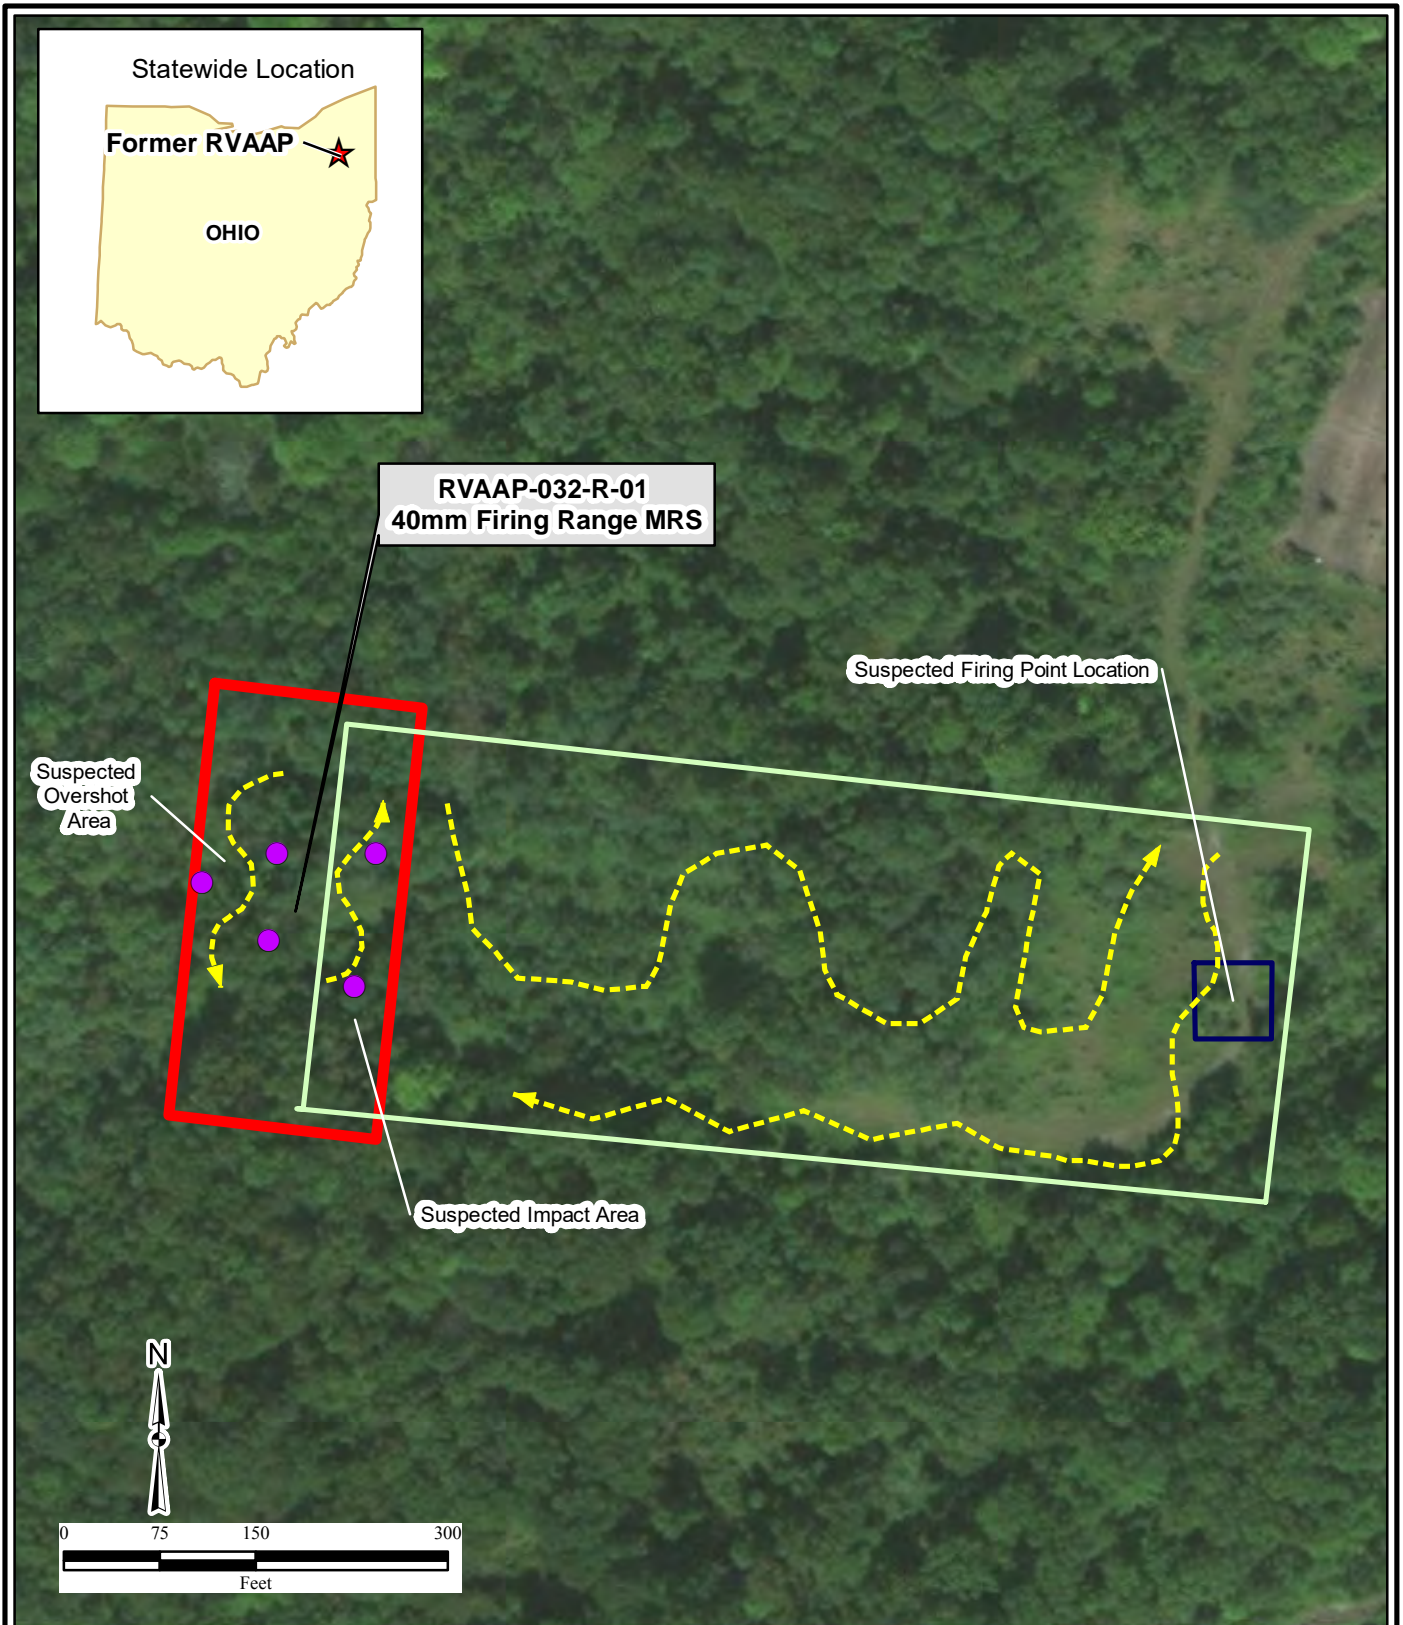 Statewide Location
Former RVAAP
OHIO
RVAAP-032-R-01
40mm Firing Range MRS
Suspected Firing Point Location
Suspected
Overshot
Area
Suspected Impact Area
N
0 75 150 300
Feet